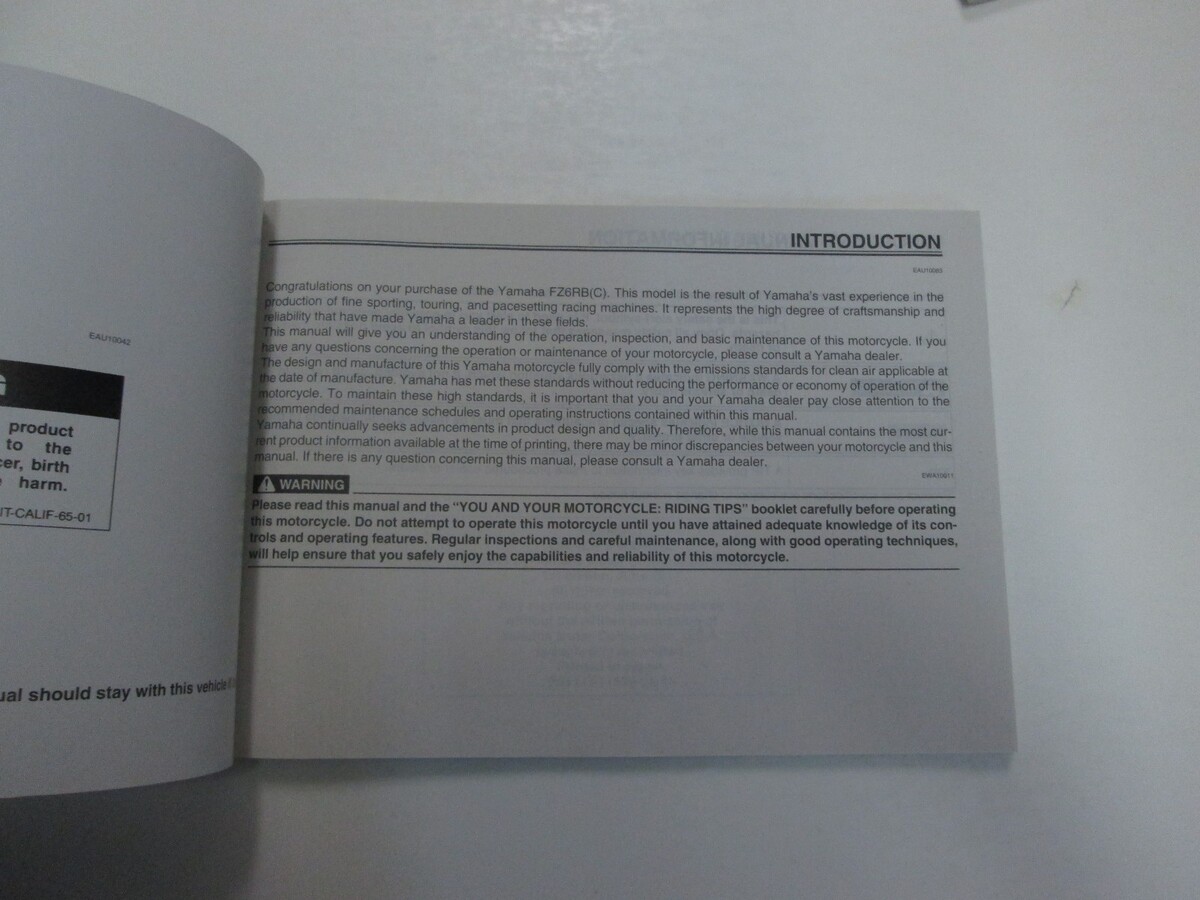 EAU10042
G
product
to the
cer, birth
harm.
IT-CALIF-65-01
ual should stay with this vehicle
INTRODUCTION
EAU10085
Congratulations on your purchase of the Yamaha FZ6RB(C). This model is the result of Yamaha's vast experience in the
production of fine sporting, touring, and pacesetting racing machines. It represents the high degree of craftsmanship and
reliability that have made Yamaha a leader in these fields.
This manual will give you an understanding of the operation, inspection, and basic maintenance of this motorcycle. If you
have any questions concerning the operation or maintenance of your motorcycle, please consult a Yamaha dealer.
The design and manufacture of this Yamaha motorcycle fully comply with the emissions standards for clean air applicable at
the date of manufacture. Yamaha has met these standards without reducing the performance or economy of operation of the
motorcycle. To maintain these high standards, it is important that you and your Yamaha dealer pay close attention to the
recommended maintenance schedules and operating instructions contained within this manual.
Yamaha continually seeks advancements in product design and quality. Therefore, while this manual contains the most cur-
rent product information available at the time of printing, there may be minor discrepancies between your motorcycle and this
manual. If there is any question concerning this manual, please consult a Yamaha dealer.
EWA10011
WARNING
Please read this manual and the “YOU AND YOUR MOTORCYCLE: RIDING TIPS” booklet carefully before operating
this motorcycle. Do not attempt to operate this motorcycle until you have attained adequate knowledge of its con-
trols and operating features. Regular inspections and careful maintenance, along with good operating techniques,
will help ensure that you safely enjoy the capabilities and reliability of this motorcycle.